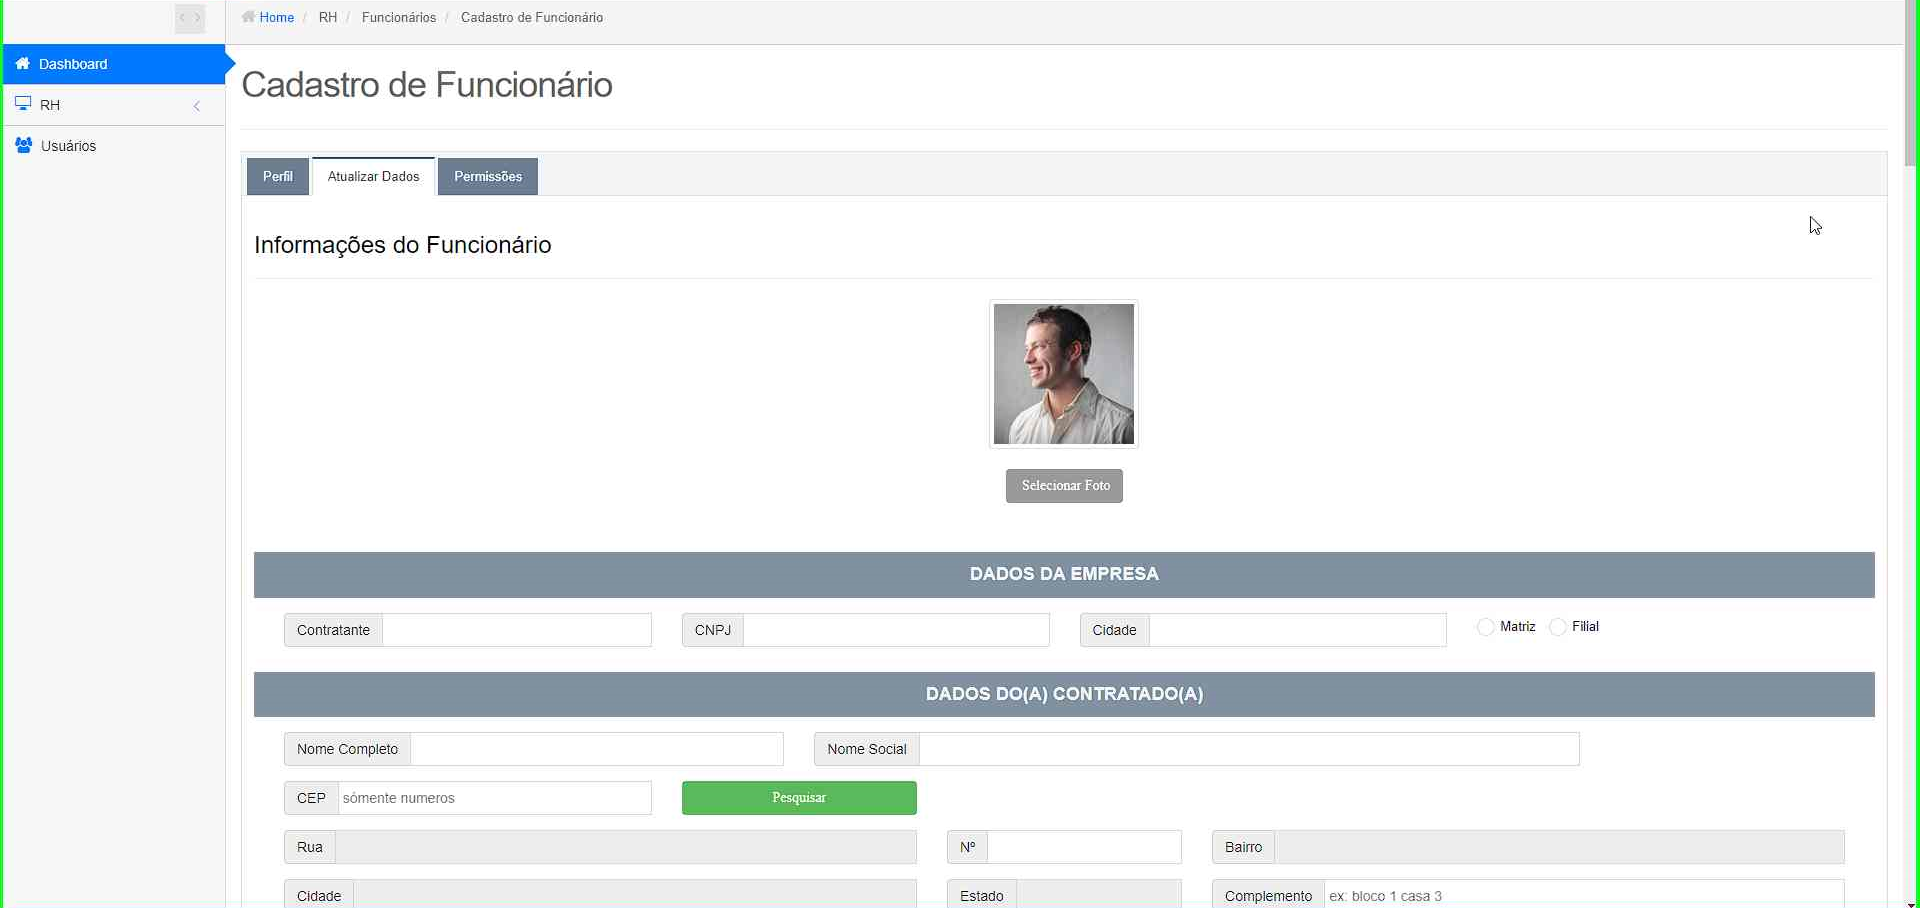 Home / RH / Funcionários / Cadastro de Funcionário
Dashboard
RH
Usuários
Cadastro de Funcionário
Perfil
Atualizar Dados
Permissões
Informações do Funcionário
Selecionar Foto
DADOS DA EMPRESA
Contratante
CNPJ
Cidade
Matriz
Filial
DADOS DO(A) CONTRATADO(A)
Nome Completo
Nome Social
CEP
sómente numeros
Pesquisar
Rua
Nº
Bairro
Cidade
Estado
Complemento
ex: bloco 1 casa 3